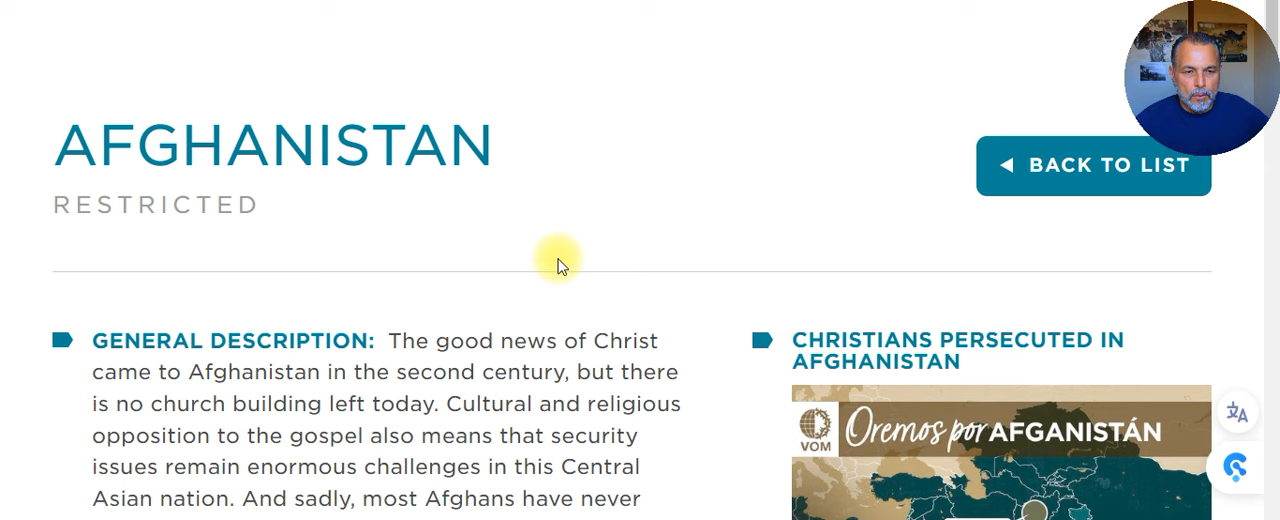 AFGHANISTAN
RESTRICTED
◀ BACK TO LIST
GENERAL DESCRIPTION: The good news of Christ
came to Afghanistan in the second century, but there
is no church building left today. Cultural and religious
opposition to the gospel also means that security
issues remain enormous challenges in this Central
Asian nation. And sadly, most Afghans have never
CHRISTIANS PERSECUTED IN
AFGHANISTAN
VOM
Oremos por AFGANISTÁN